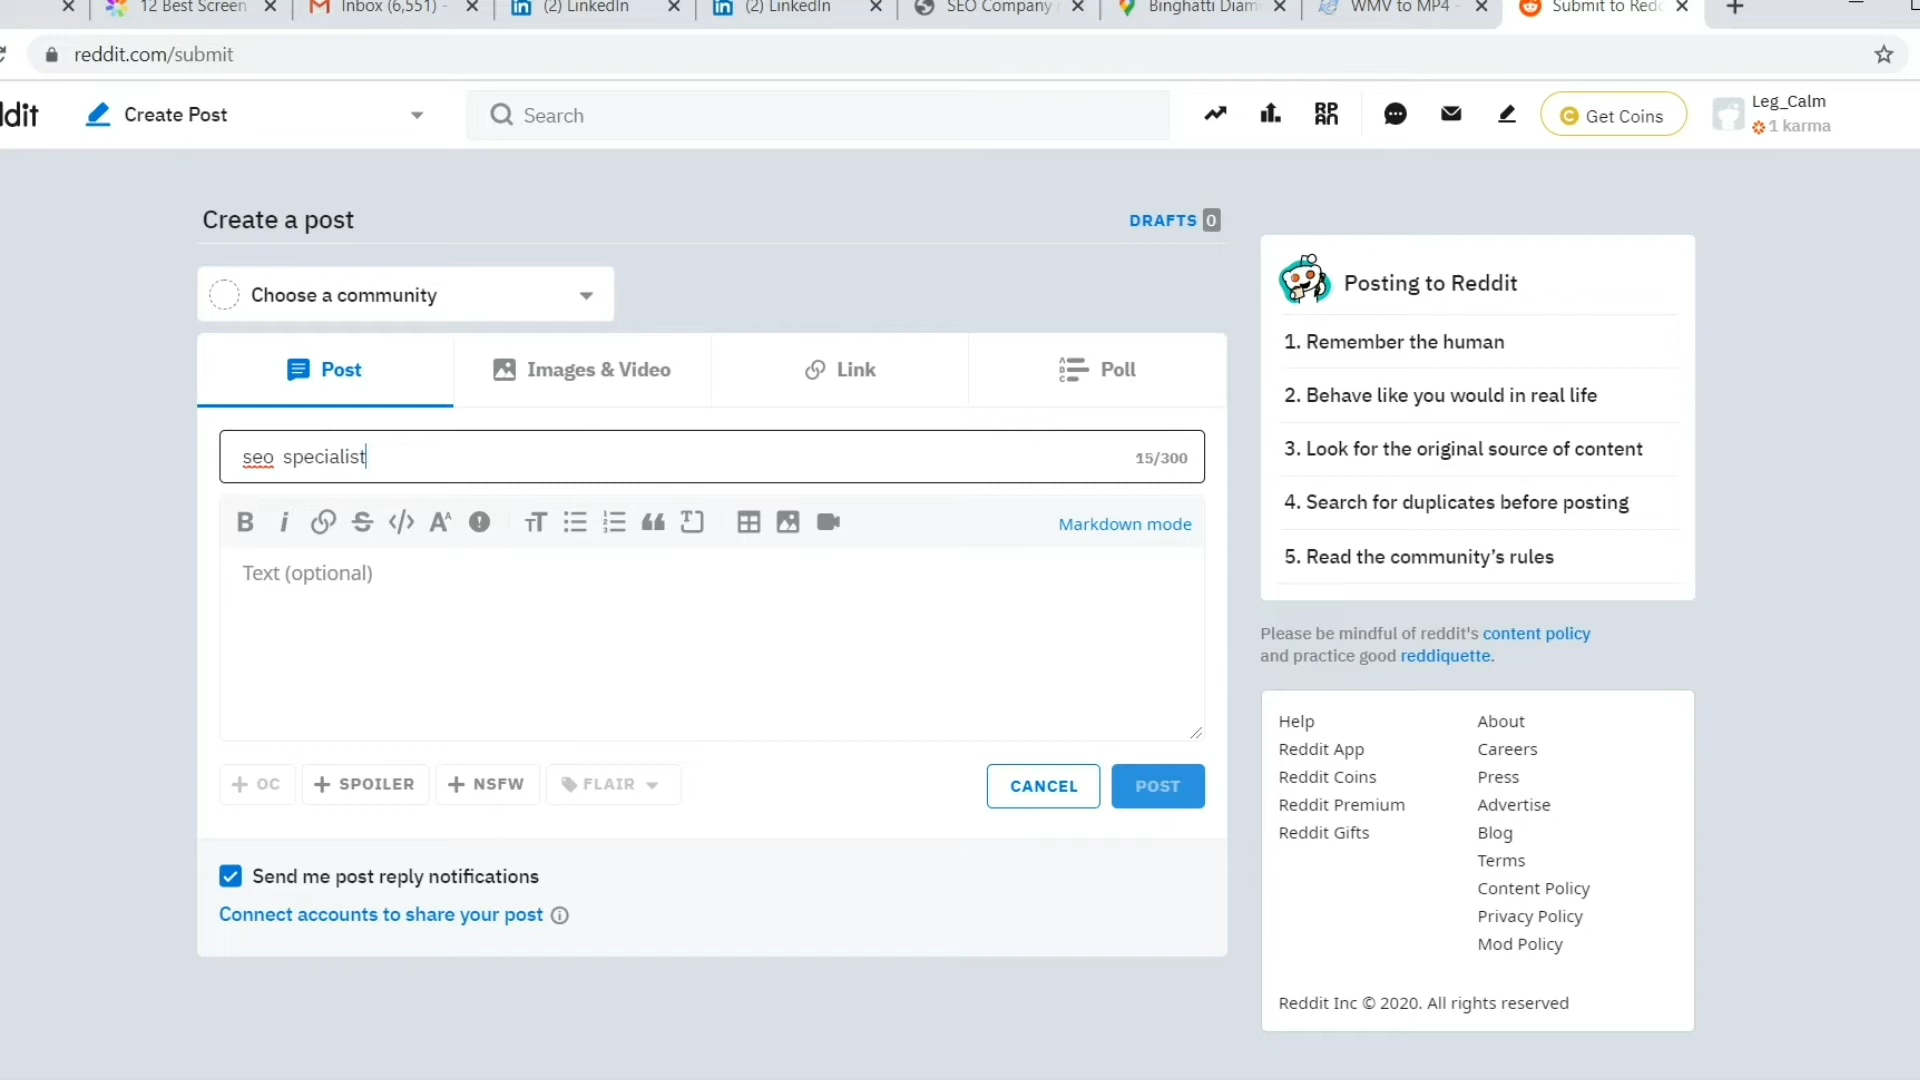 12 Best Screen
Inbox (6,551) -
(2) LinkedIn
(2) LinkedIn
SEO Company
Binghatti Diam
WMV to MP4 -
Submit to Redd
reddit.com/submit
ddit
Create Post
Search
Get Coins
Leg_Calm
1 karma
Create a post
DRAFTS 0
Choose a community
Post
Images & Video
Link
Poll
seo specialist
15/300
Markdown mode
Text (optional)
+ OC
+ SPOILER
+ NSFW
FLAIR
CANCEL
POST
Send me post reply notifications
Connect accounts to share your post
Posting to Reddit
1. Remember the human
2. Behave like you would in real life
3. Look for the original source of content
4. Search for duplicates before posting
5. Read the community's rules
Please be mindful of reddit's content policy
and practice good reddiquette.
Help
Reddit App
Reddit Coins
Reddit Premium
Reddit Gifts
About
Careers
Press
Advertise
Blog
Terms
Content Policy
Privacy Policy
Mod Policy
Reddit Inc © 2020. All rights reserved